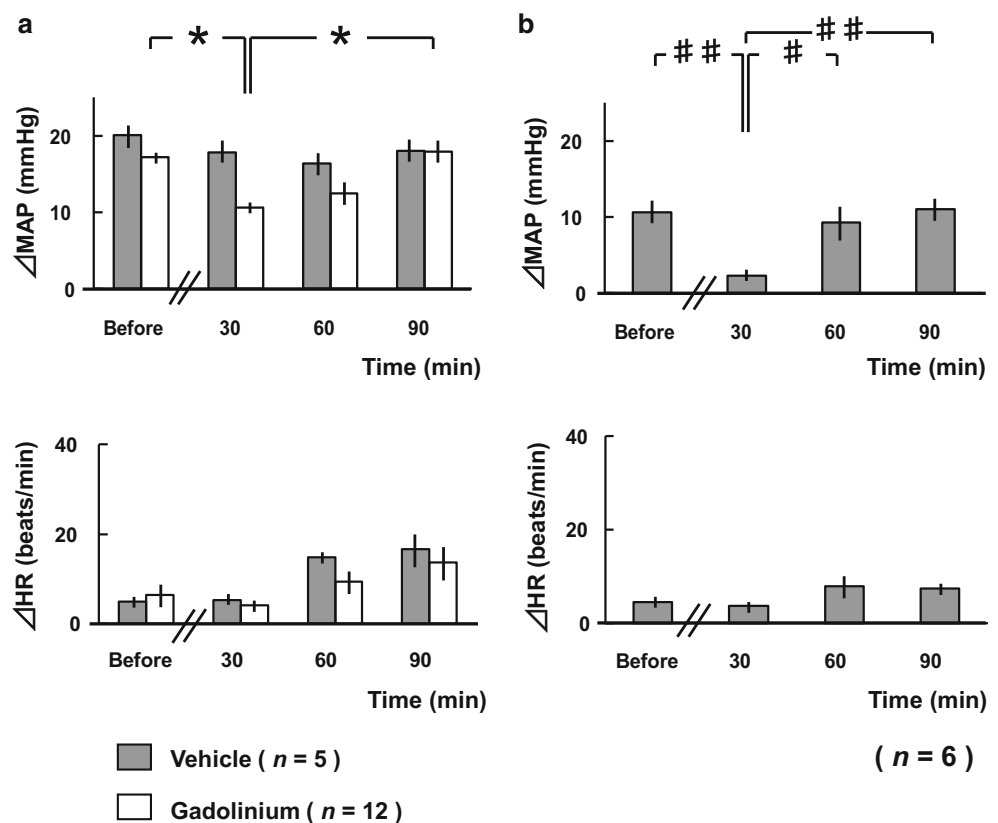 a
* *
⊿MAP (mmHg)
20
10
0
Before 30 60 90
Time (min)
⊿HR (beats/min)
40
20
0
Before 30 60 90
Time (min)
Vehicle ( n = 5 )
Gadolinium ( n = 12 )
b
# #
# # #
⊿MAP (mmHg)
20
10
0
Before 30 60 90
Time (min)
⊿HR (beats/min)
40
20
0
Before 30 60 90
Time (min)
( n = 6 )